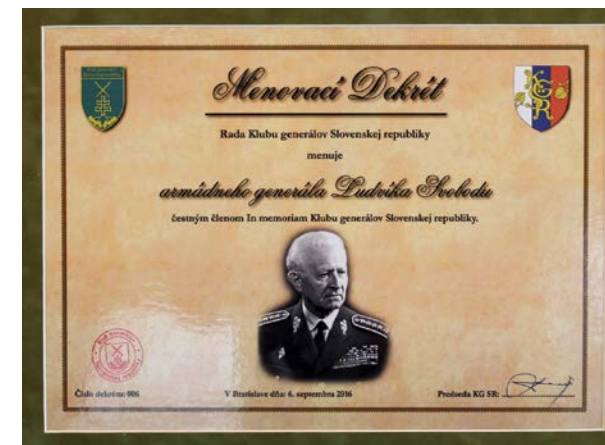 Menovací Dekrét
Rada Klubu generálov Slovenskej republiky
menuje
armádneho generála Ludvíka Svobodu
čestným členom In memoriam Klubu generálov Slovenskej republiky.
Číslo dekrétu: 006
V Bratislave dňa: 6. septembra 2016
Predseda KG SR: